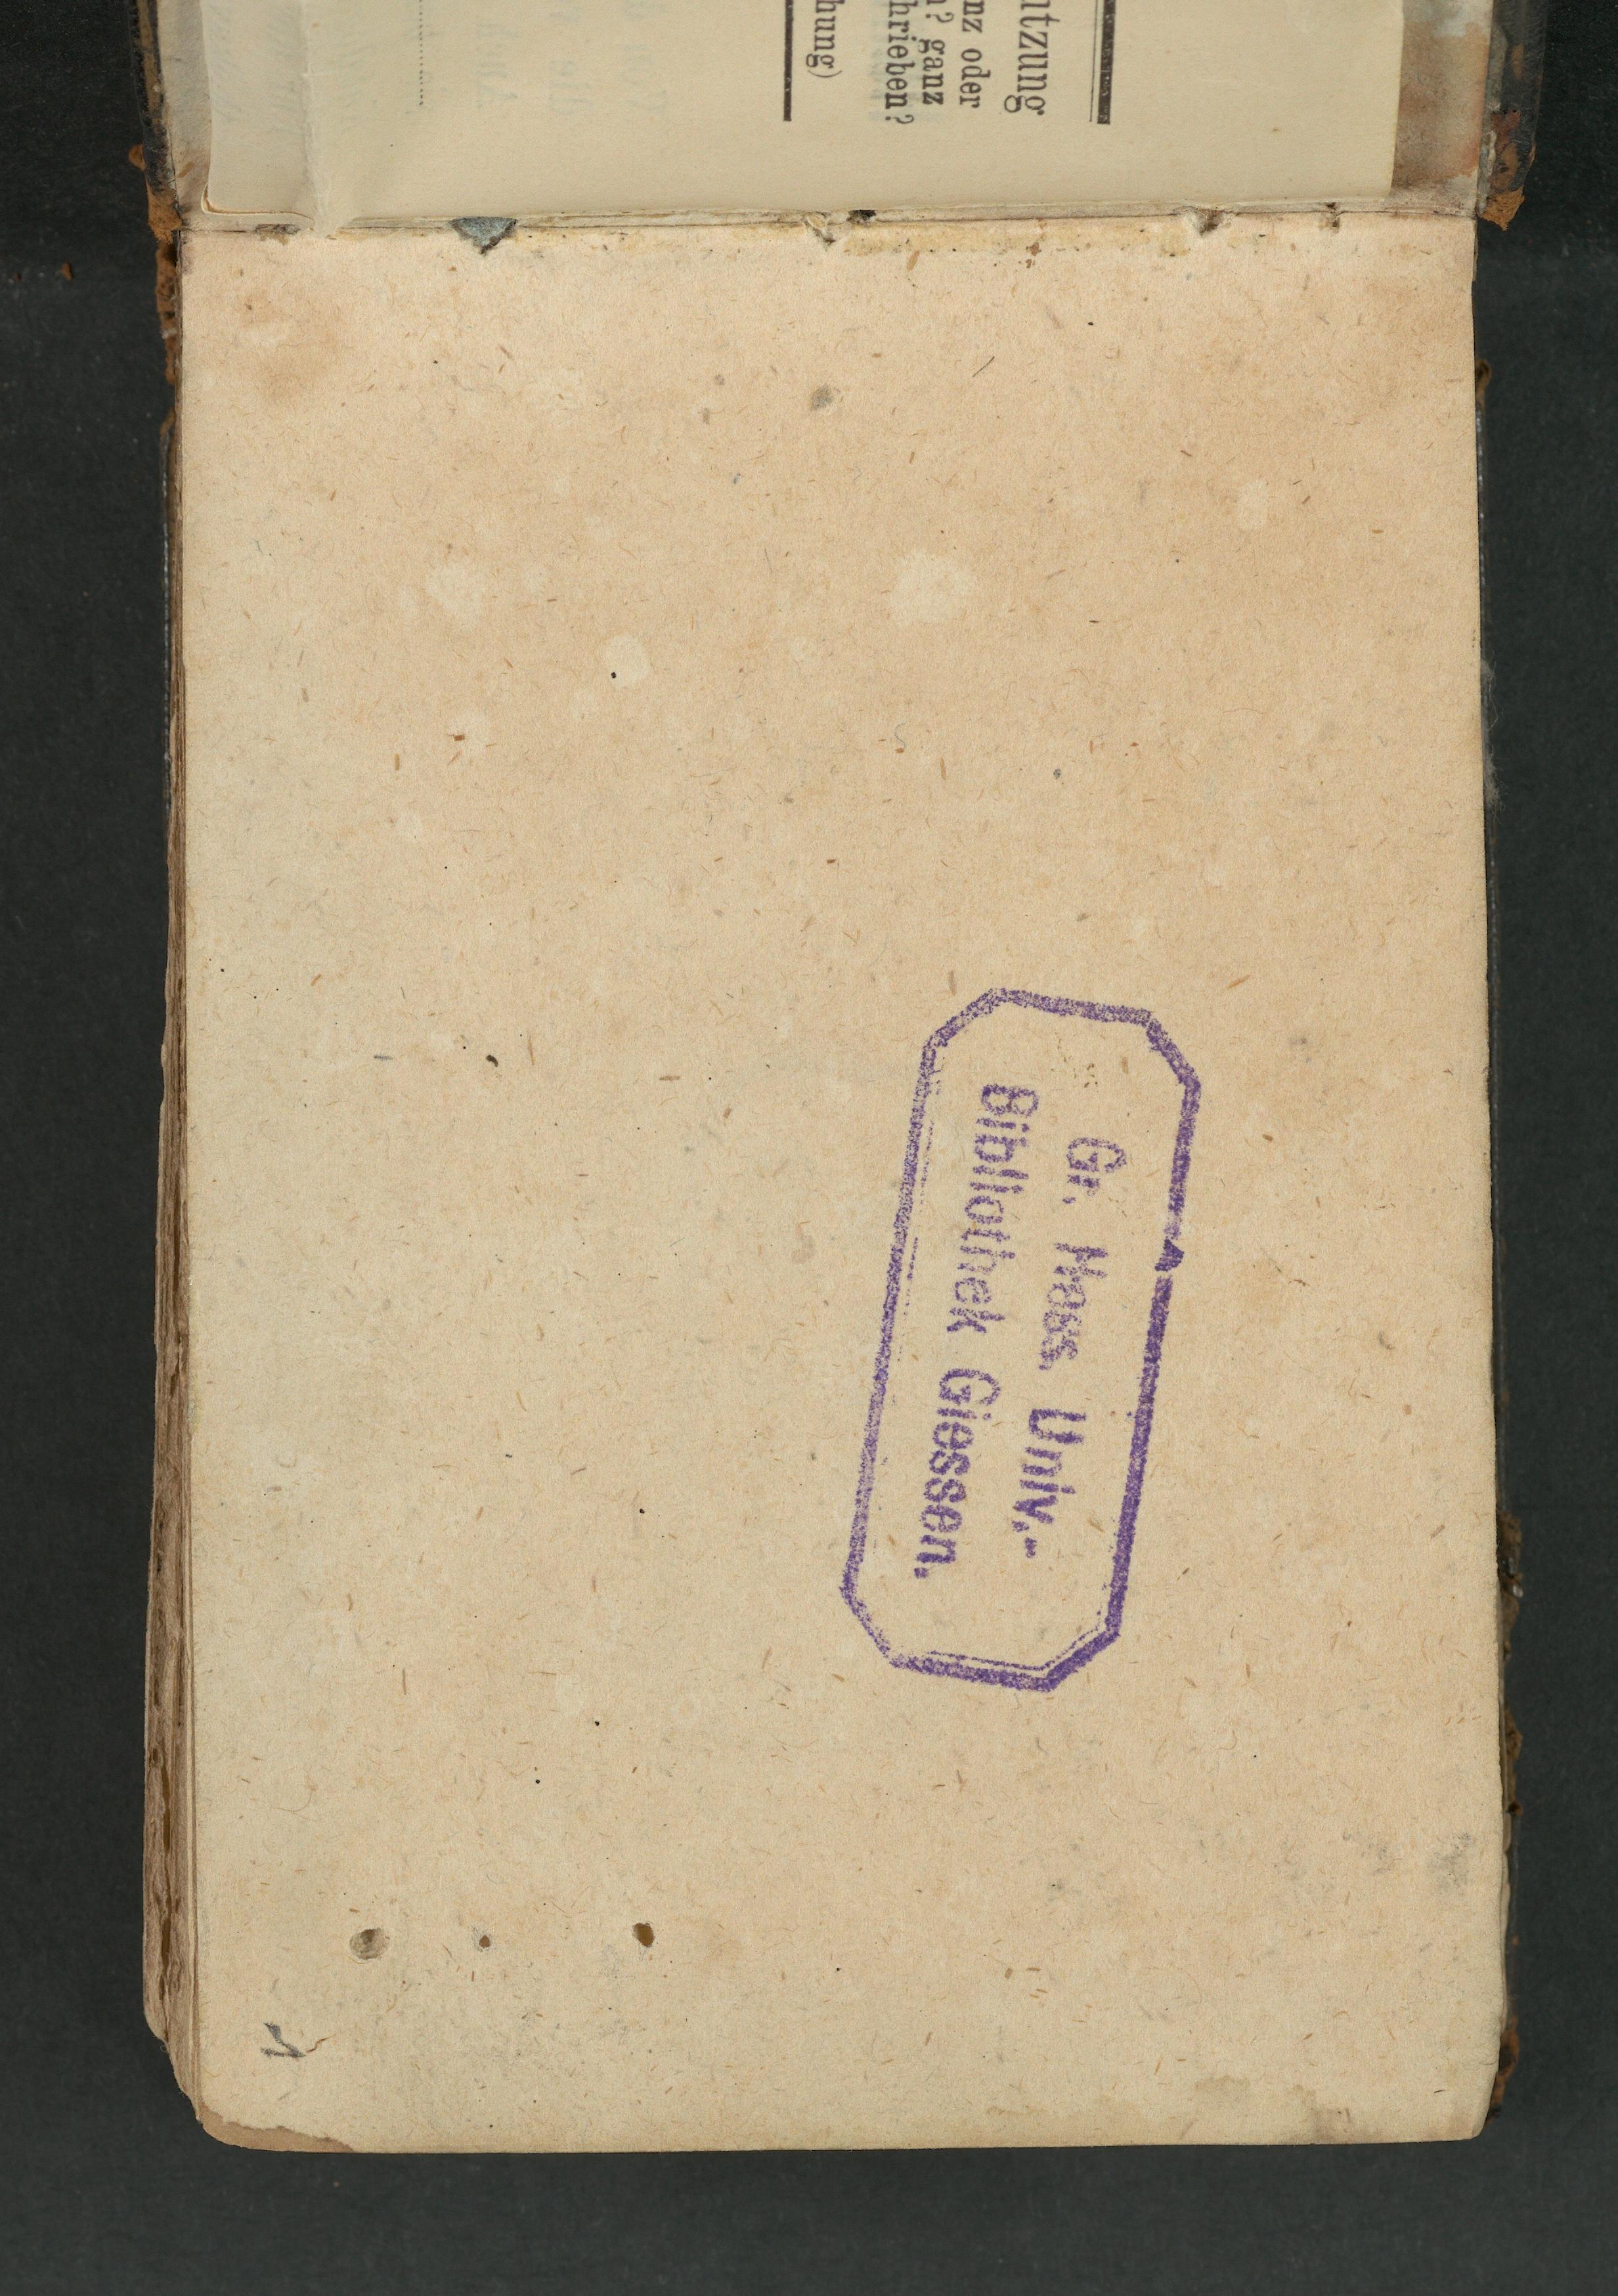 ntzung
nz oder
? ganz
hrieben?
hung)
Gr. Hess. Univ.-
Bibliothek Giessen.